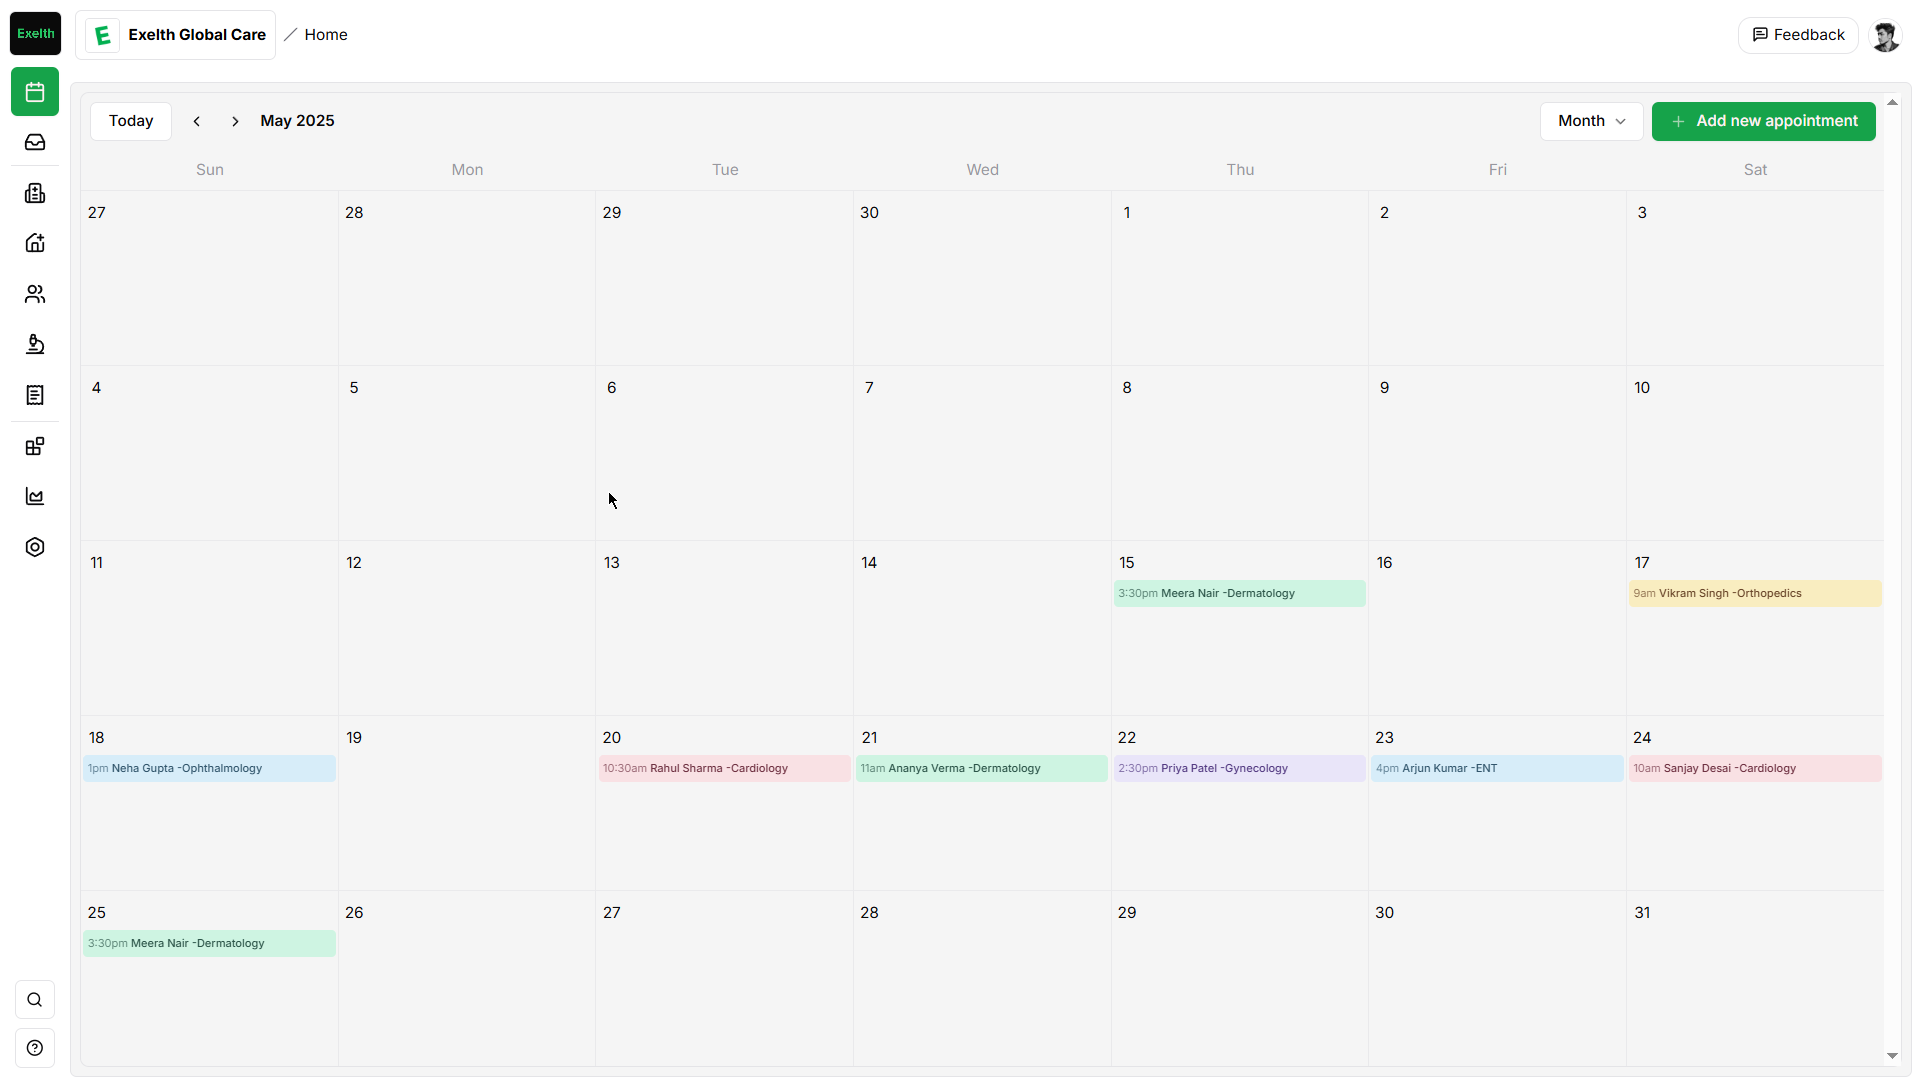 Exelth
E Exelth Global Care / Home
Feedback
Today
May 2025
Month
+ Add new appointment
Sun Mon Tue Wed Thu Fri Sat
27 28 29 30 1 2 3
4 5 6 7 8 9 10
11 12 13 14 15 16 17
3:30pm Meera Nair -Dermatology
9am Vikram Singh -Orthopedics
18 19 20 21 22 23 24
1pm Neha Gupta -Ophthalmology
10:30am Rahul Sharma -Cardiology
11am Ananya Verma -Dermatology
2:30pm Priya Patel -Gynecology
4pm Arjun Kumar -ENT
10am Sanjay Desai -Cardiology
25 26 27 28 29 30 31
3:30pm Meera Nair -Dermatology